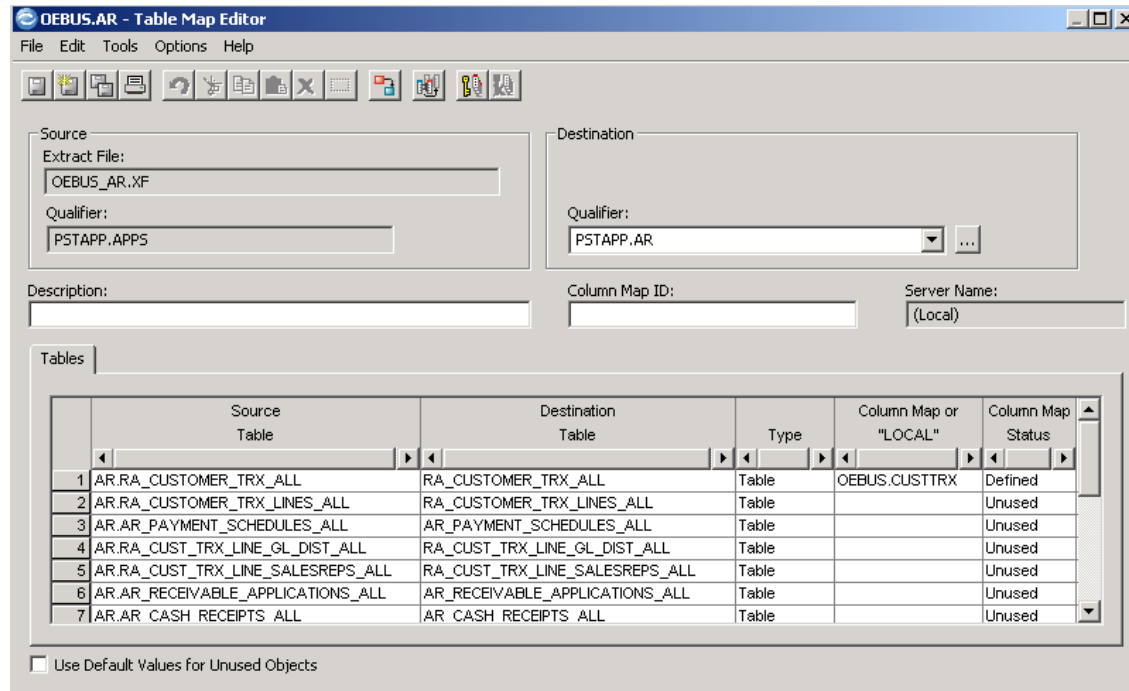 OEBUS.AR - Table Map Editor
File Edit Tools Options Help
Source
Extract File:
OEBUS_AR.XF
Qualifier:
PSTAPP.APPS
Destination
Qualifier:
PSTAPP.AR
...
Description:
Column Map ID:
Server Name:
(Local)
Tables
Source Table
Destination Table
Type
Column Map or "LOCAL"
Column Map Status
1 AR.RA_CUSTOMER_TRX_ALL RA_CUSTOMER_TRX_ALL Table OEBUS.CUSTTRX Defined
2 AR.RA_CUSTOMER_TRX_LINES_ALL RA_CUSTOMER_TRX_LINES_ALL Table Unused
3 AR.AR_PAYMENT_SCHEDULES_ALL AR_PAYMENT_SCHEDULES_ALL Table Unused
4 AR.RA_CUST_TRX_LINE_GL_DIST_ALL RA_CUST_TRX_LINE_GL_DIST_ALL Table Unused
5 AR.RA_CUST_TRX_LINE_SALESREPS_ALL RA_CUST_TRX_LINE_SALESREPS_ALL Table Unused
6 AR.AR_RECEIVABLE_APPLICATIONS_ALL AR_RECEIVABLE_APPLICATIONS_ALL Table Unused
7 AR.AR_CASH_RECEIPTS_ALL AR_CASH_RECEIPTS_ALL Table Unused
Use Default Values for Unused Objects